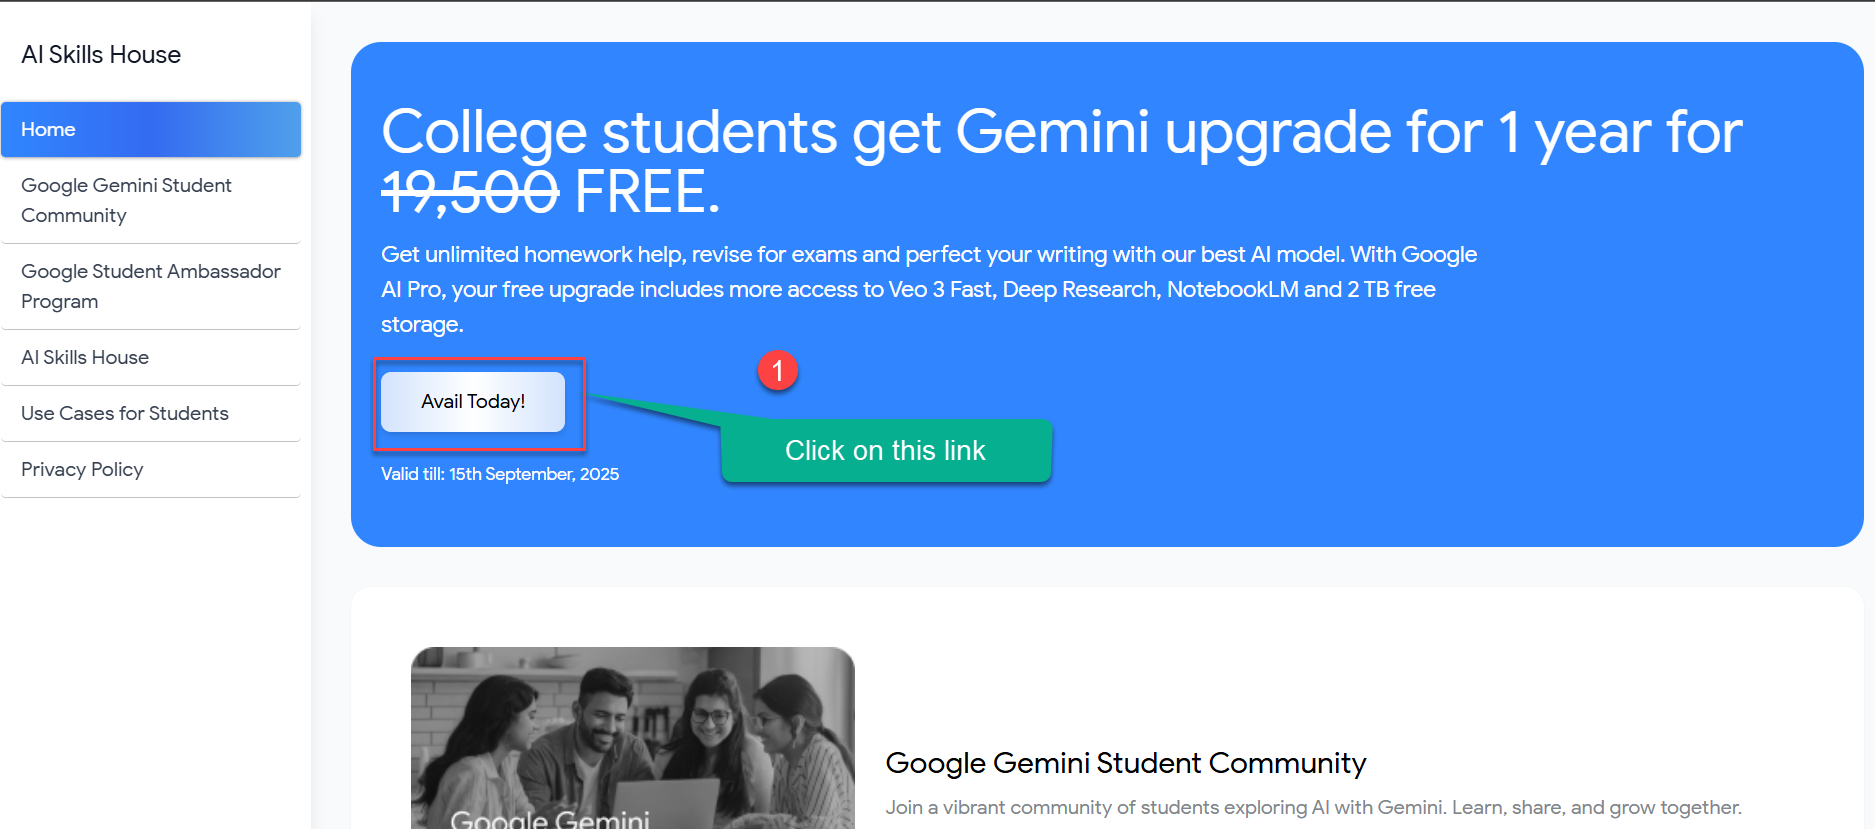 AI Skills House
Home
Google Gemini Student
Community
Google Student Ambassador
Program
AI Skills House
Use Cases for Students
Privacy Policy
College students get Gemini upgrade for 1 year for
19,500 FREE.
Get unlimited homework help, revise for exams and perfect your writing with our best AI model. With Google
AI Pro, your free upgrade includes more access to Veo 3 Fast, Deep Research, NotebookLM and 2 TB free
storage.
Avail Today!
1
Click on this link
Valid till: 15th September, 2025
Google Gemini
Google Gemini Student Community
Join a vibrant community of students exploring AI with Gemini. Learn, share, and grow together.